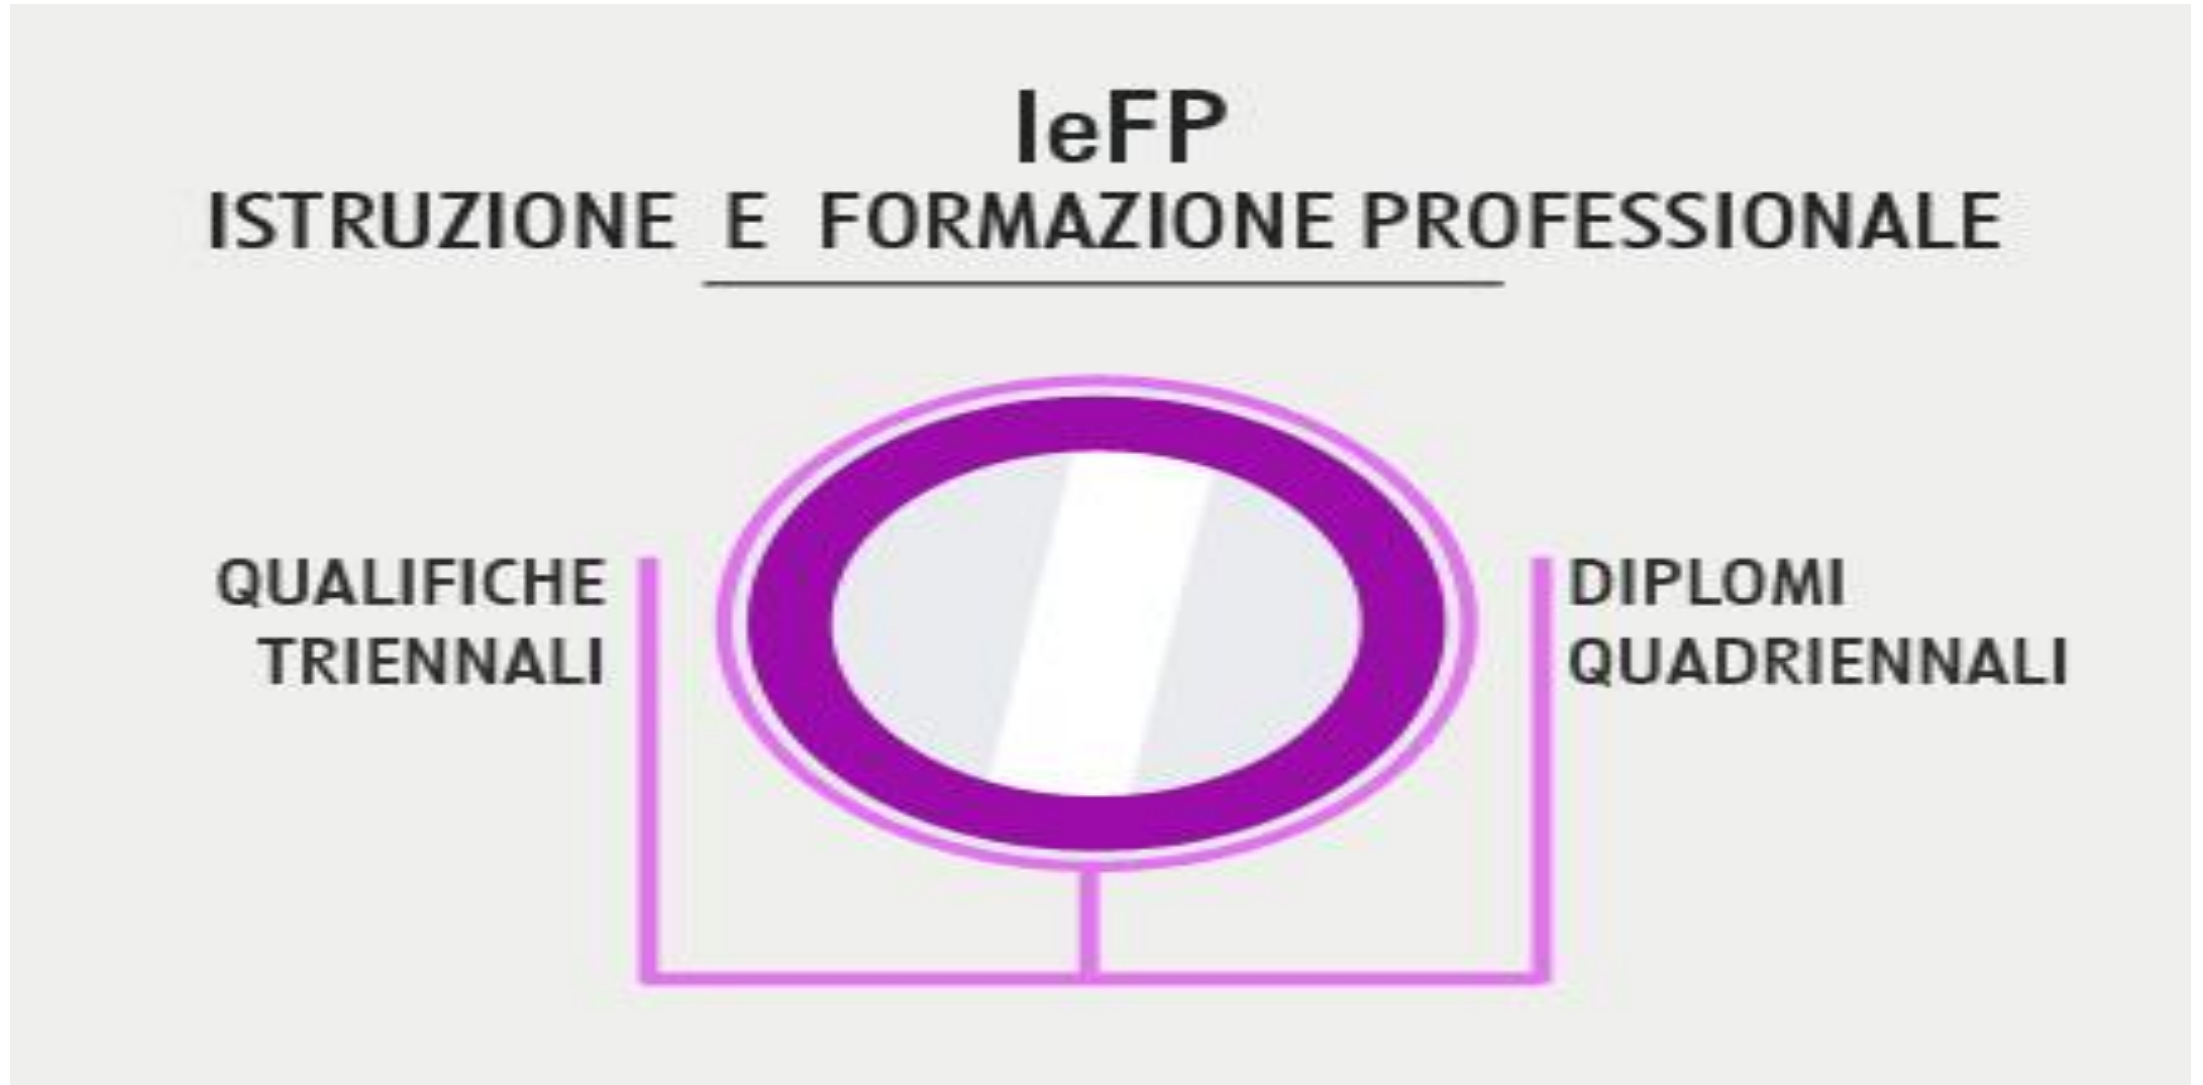 IeFP
ISTRUZIONE E FORMAZIONE PROFESSIONALE
QUALIFICHE
TRIENNALI
DIPLOMI
QUADRIENNALI